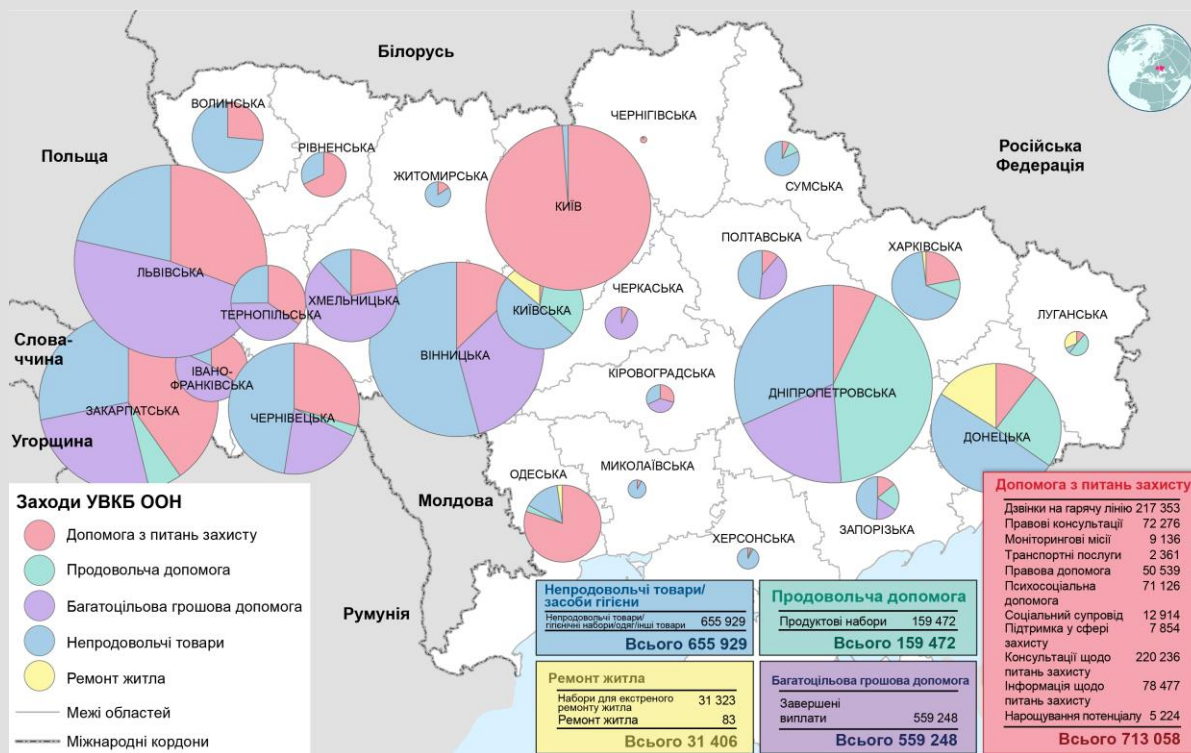 Білорусь
ВОЛИНСЬКА
ЧЕРНІГІВСЬКА
Польща
РІВНЕНСЬКА
Російська
Федерація
ЖИТОМИРСЬКА
СУМСЬКА
КИЇВ
ПОЛТАВСЬКА
ХАРКІВСЬКА
ЛЬВІВСЬКА
ХМЕЛЬНИЦЬКА
ТЕРНОПІЛЬСЬКА
КИЇВСЬКА
ЧЕРКАСЬКА
ЛУГАНСЬКА
Слова-
ччина
ВІННИЦЬКА
ІВАНО-
ФРАНКІВСЬКА
КІРОВОГРАДСЬКА
ДНІПРОПЕТРОВСЬКА
ЗАКАРПАТСЬКА
ЧЕРНІВЕЦЬКА
ДОНЕЦЬКА
Угорщина
ОДЕСЬКА
МИКОЛАЇВСЬКА
Молдова
ЗАПОРІЗЬКА
ХЕРСОНСЬКА
Румунія
Заходи УВКБ ООН
Допомога з питань захисту
Продовольча допомога
Багатоцільова грошова допомога
Непродовольчі товари
Ремонт житла
Межі областей
Міжнародні кордони
Непродовольчі товари/
засоби гігієни
Непродовольчі товари/
гігієнічні набори/одяг/інші товари 655 929
Всього 655 929
Продовольча допомога
Продуктові набори 159 472
Всього 159 472
Ремонт житла
Набори для екстреного
ремонту житла 31 323
Ремонт житла 83
Всього 31 406
Багатоцільова грошова допомога
Завершені
виплати 559 248
Всього 559 248
Допомога з питань захисту
Дзвінки на гарячу лінію 217 353
Правові консультації 72 276
Моніторингові місії 9 136
Транспортні послуги 2 361
Правова допомога 50 539
Психосоціальна 71 126
допомога
Соціальний супровід 12 914
Підтримка у сфері 7 854
захисту
Консультації щодо 220 236
питань захисту
Інформація щодо 78 477
питань захисту
Нарощування потенціалу 5 224
Всього 713 058